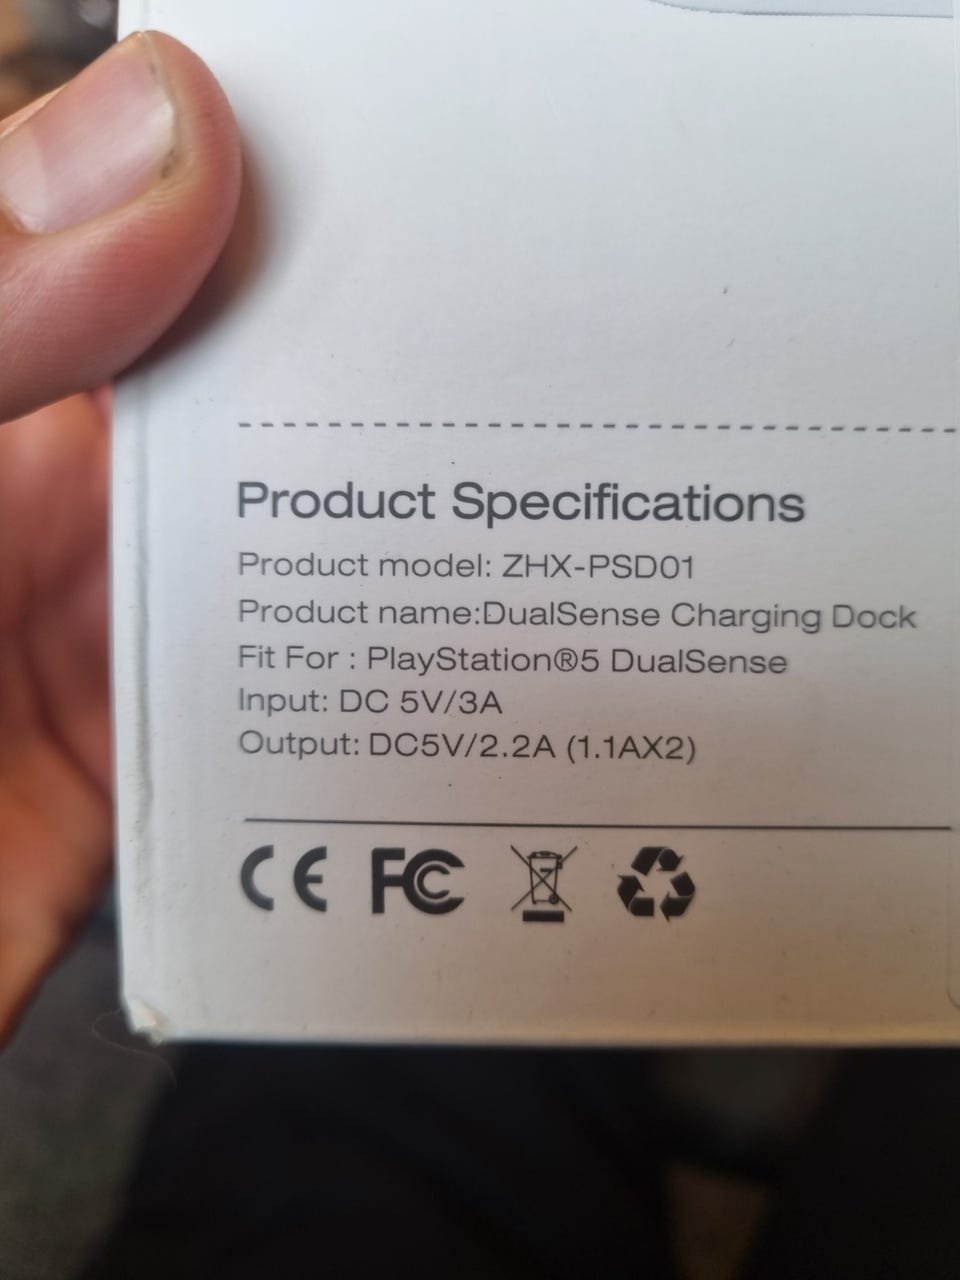 Product Specifications
Product model: ZHX-PSD01
Product name:DualSense Charging Dock
Fit For : PlayStation®5 DualSense
Input: DC 5V/3A
Output: DC5V/2.2A (1.1AX2)
CE FC